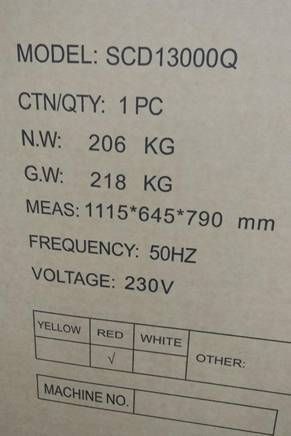 MODEL: SCD13000Q
CTN/QTY: 1 PC
N.W: 206 KG
G.W: 218 KG
MEAS: 1115*645*790 mm
FREQUENCY: 50HZ
VOLTAGE: 230V
YELLOW RED WHITE OTHER:
√
MACHINE NO.